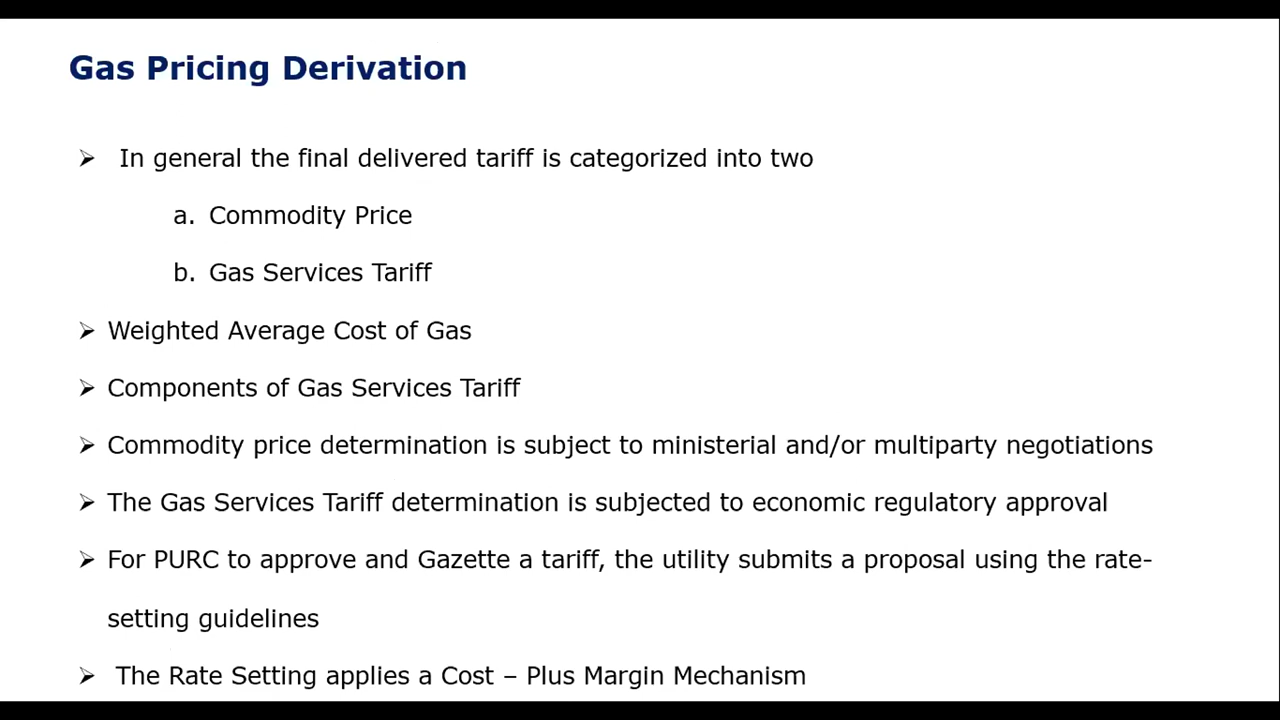 Gas Pricing Derivation
➢ In general the final delivered tariff is categorized into two
a. Commodity Price
b. Gas Services Tariff
➢ Weighted Average Cost of Gas
➢ Components of Gas Services Tariff
➢ Commodity price determination is subject to ministerial and/or multiparty negotiations
➢ The Gas Services Tariff determination is subjected to economic regulatory approval
➢ For PURC to approve and Gazette a tariff, the utility submits a proposal using the rate-
setting guidelines
➢ The Rate Setting applies a Cost – Plus Margin Mechanism